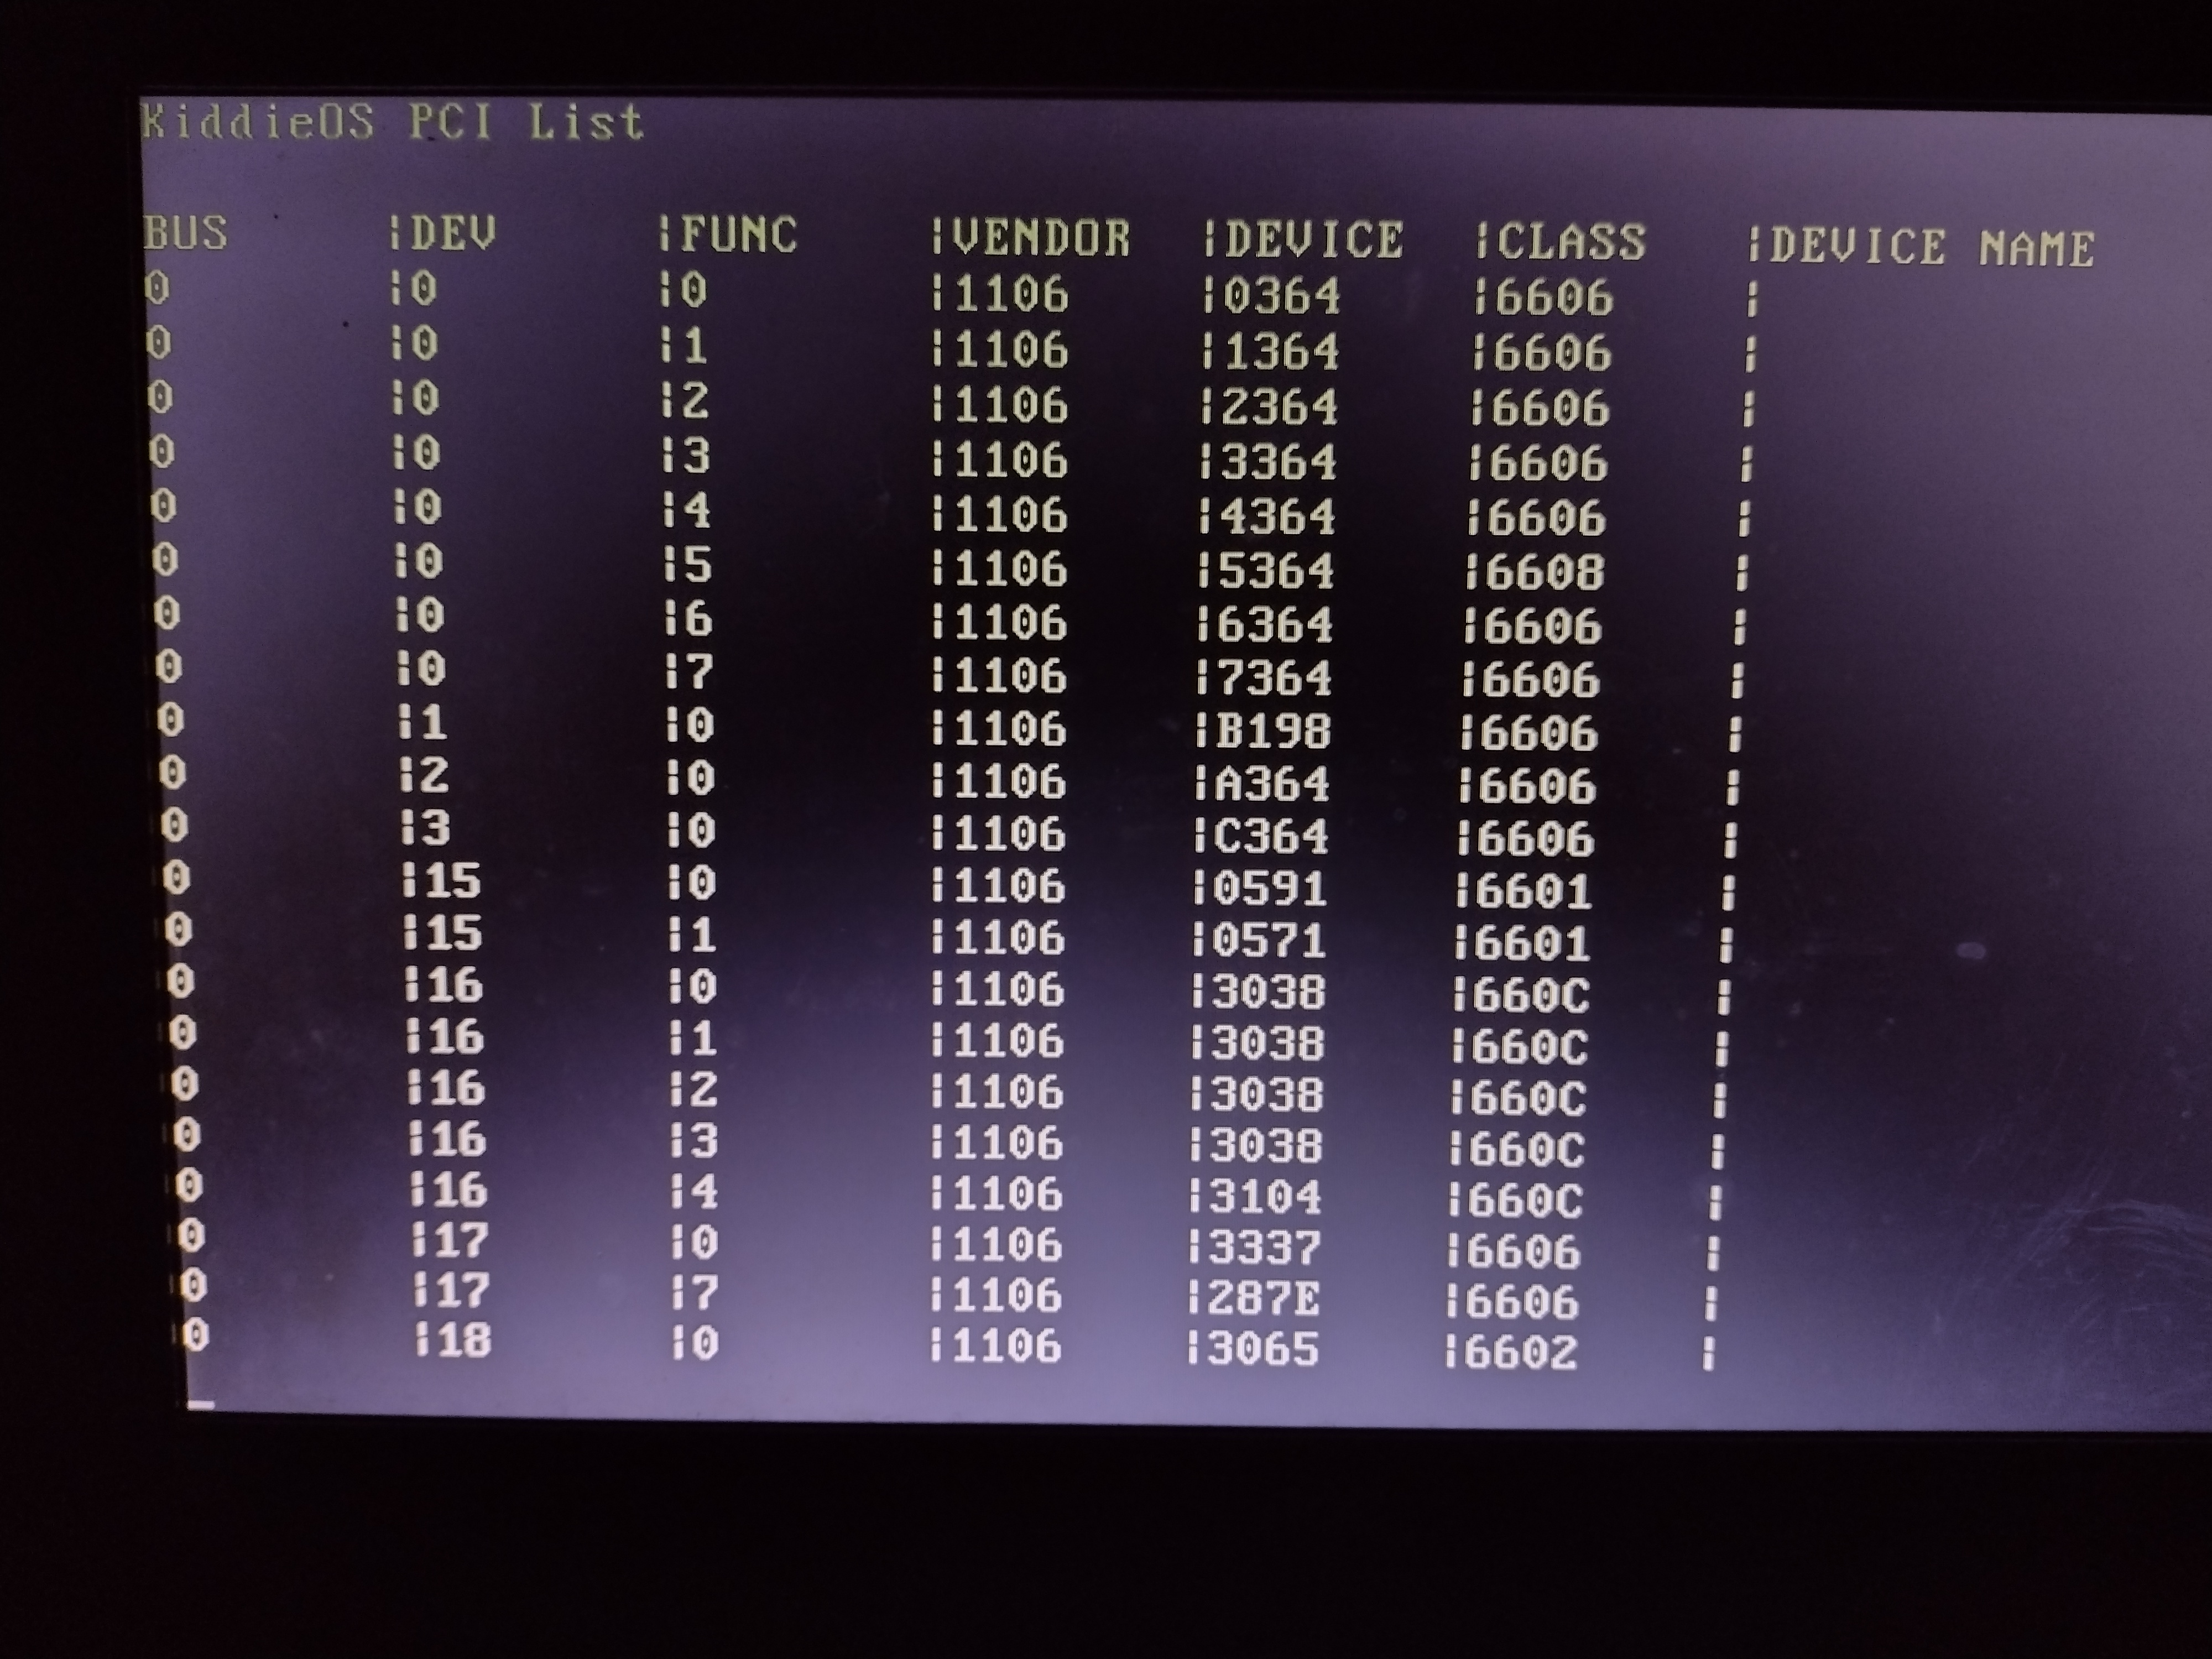 KiddieOS PCI List
BUS ¦DEV ¦FUNC ¦VENDOR ¦DEVICE ¦CLASS ¦DEVICE NAME
0 ¦0 ¦0 ¦1106 ¦0364 ¦6606 ¦
0 ¦0 ¦1 ¦1106 ¦1364 ¦6606 ¦
0 ¦0 ¦2 ¦1106 ¦2364 ¦6606 ¦
0 ¦0 ¦3 ¦1106 ¦3364 ¦6606 ¦
0 ¦0 ¦4 ¦1106 ¦4364 ¦6606 ¦
0 ¦0 ¦5 ¦1106 ¦5364 ¦6608 ¦
0 ¦0 ¦6 ¦1106 ¦6364 ¦6606 ¦
0 ¦0 ¦7 ¦1106 ¦7364 ¦6606 ¦
0 ¦1 ¦0 ¦1106 ¦B198 ¦6606 ¦
0 ¦2 ¦0 ¦1106 ¦A364 ¦6606 ¦
0 ¦3 ¦0 ¦1106 ¦C364 ¦6606 ¦
0 ¦15 ¦0 ¦1106 ¦0591 ¦6601 ¦
0 ¦15 ¦1 ¦1106 ¦0571 ¦6601 ¦
0 ¦16 ¦0 ¦1106 ¦3038 ¦660C ¦
0 ¦16 ¦1 ¦1106 ¦3038 ¦660C ¦
0 ¦16 ¦2 ¦1106 ¦3038 ¦660C ¦
0 ¦16 ¦3 ¦1106 ¦3038 ¦660C ¦
0 ¦16 ¦4 ¦1106 ¦3104 ¦660C ¦
0 ¦17 ¦0 ¦1106 ¦3337 ¦6606 ¦
0 ¦17 ¦7 ¦1106 ¦287E ¦6606 ¦
0 ¦18 ¦0 ¦1106 ¦3065 ¦6602 ¦